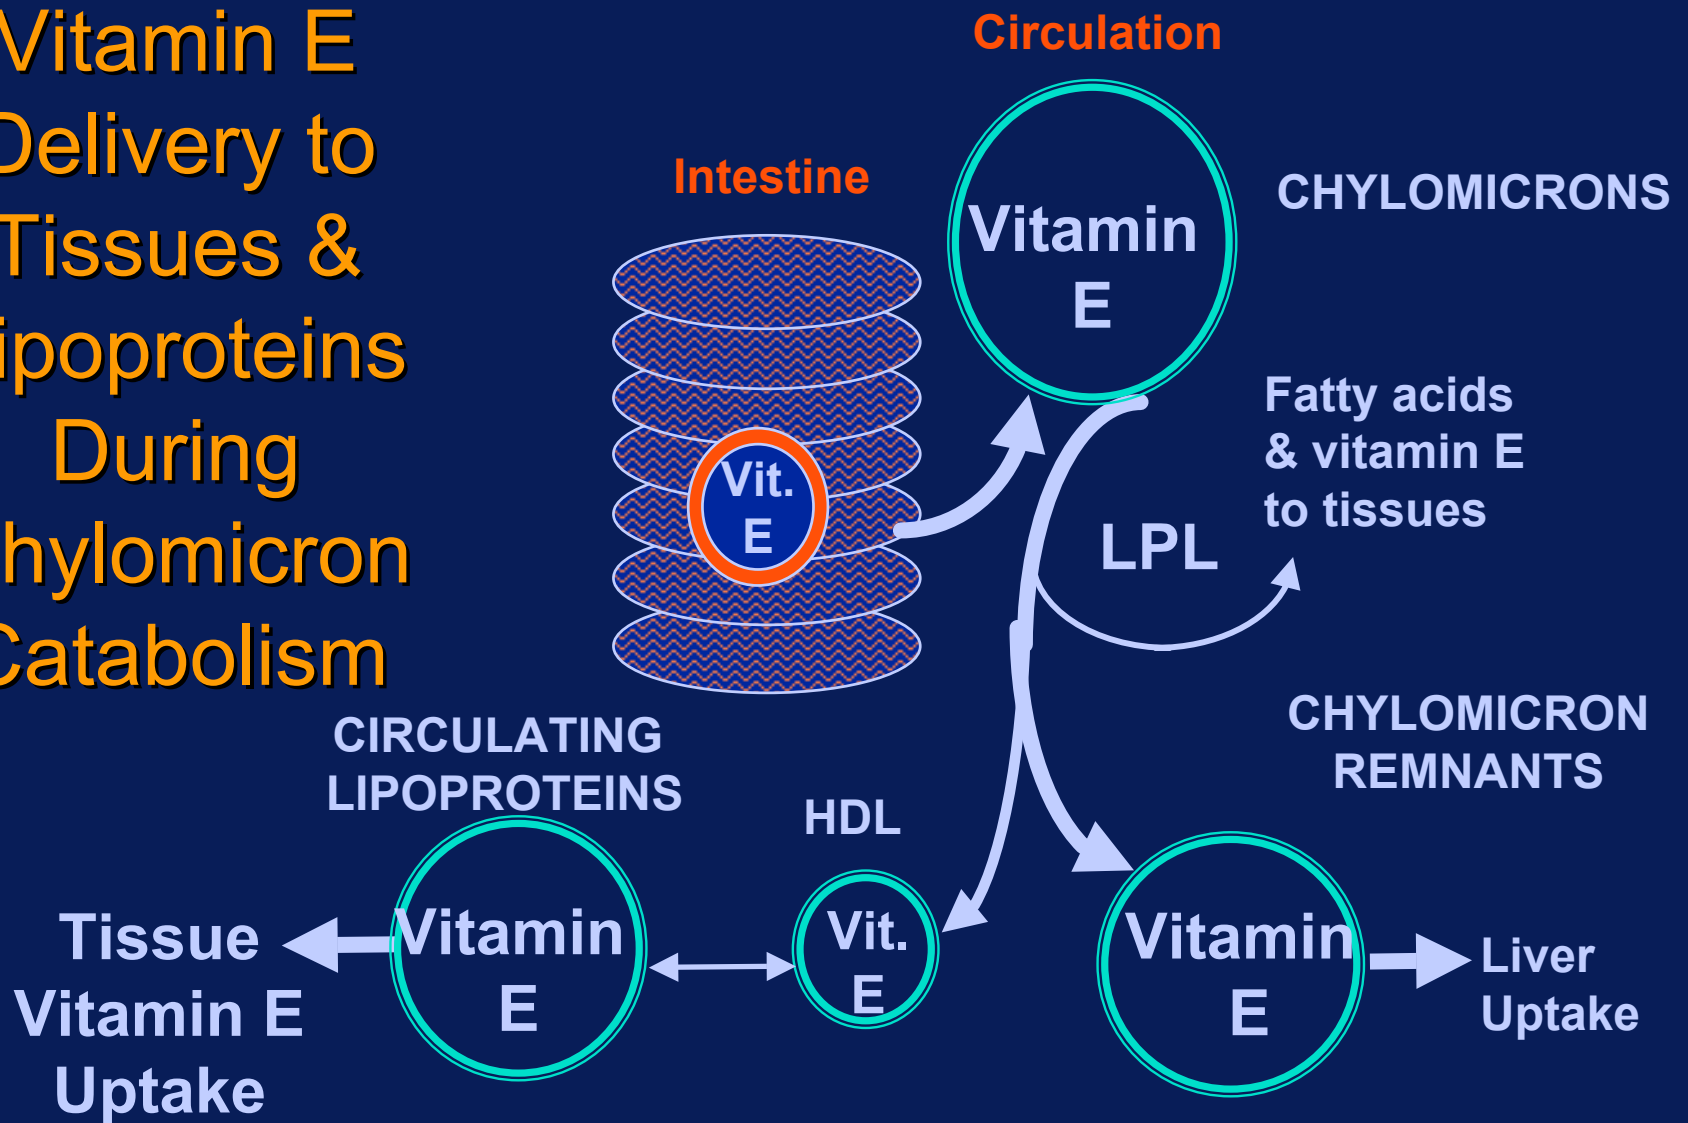 Vitamin E
Delivery to
Tissues &
ipoproteins
During
hylomicron
Catabolism
Circulation
Intestine
Vitamin
E
CHYLOMICRONS
Vit.
E
Fatty acids
& vitamin E
to tissues
LPL
CHYLOMICRON
REMNANTS
CIRCULATING
LIPOPROTEINS
HDL
Tissue
Vitamin E
Uptake
Vitamin
E
Vit.
E
Vitamin
E
Liver
Uptake